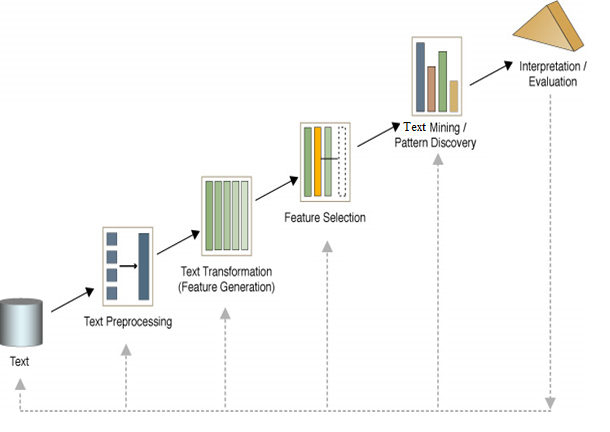 Interpretation /
Evaluation
Text Mining /
Pattern Discovery
Feature Selection
Text Transformation
(Feature Generation)
Text Preprocessing
Text